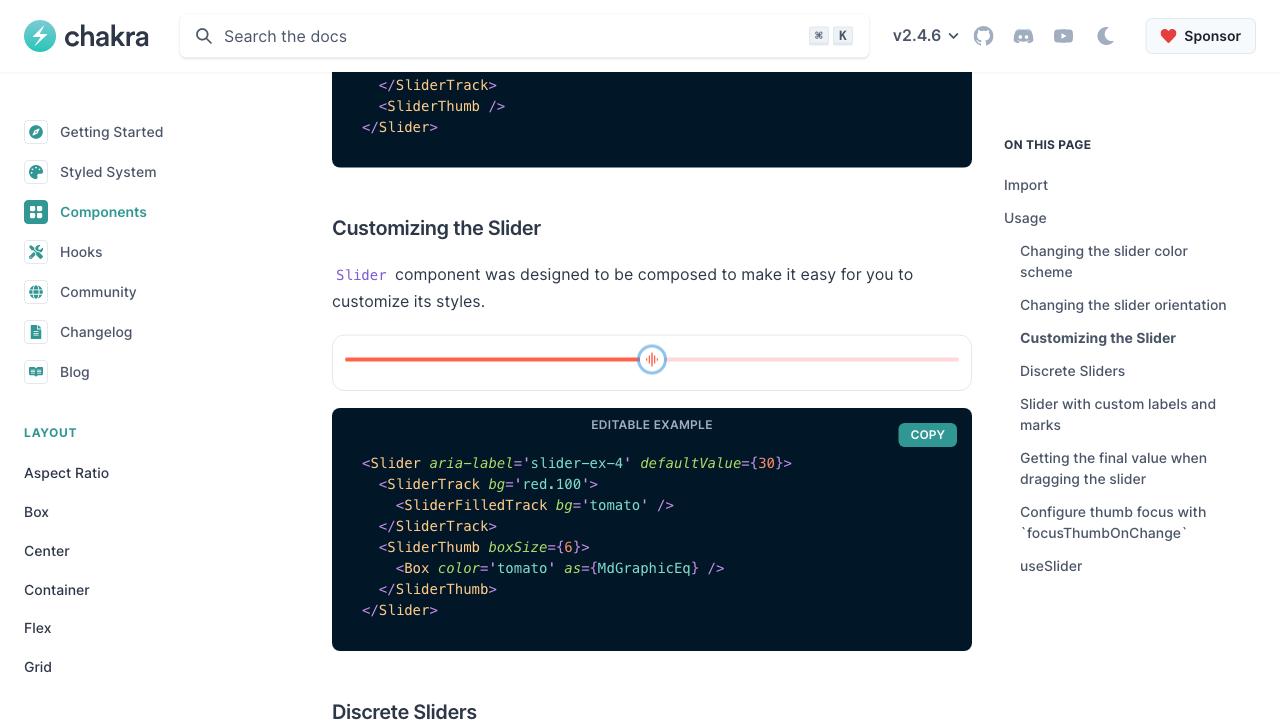 chakra
Search the docs
⌘ K
v2.4.6
Sponsor
Getting Started
Styled System
Components
Hooks
Community
Changelog
Blog
LAYOUT
Aspect Ratio
Box
Center
Container
Flex
Grid
</SliderTrack>
<SliderThumb />
</Slider>
Customizing the Slider
Slider component was designed to be composed to make it easy for you to
customize its styles.
EDITABLE EXAMPLE
COPY
<Slider aria-label='slider-ex-4' defaultValue={30}>
<SliderTrack bg='red.100'>
<SliderFilledTrack bg='tomato' />
</SliderTrack>
<SliderThumb boxSize={6}>
<Box color='tomato' as={MdGraphicEq} />
</SliderThumb>
</Slider>
Discrete Sliders
ON THIS PAGE
Import
Usage
Changing the slider color
scheme
Changing the slider orientation
Customizing the Slider
Discrete Sliders
Slider with custom labels and
marks
Getting the final value when
dragging the slider
Configure thumb focus with
`focusThumbOnChange`
useSlider